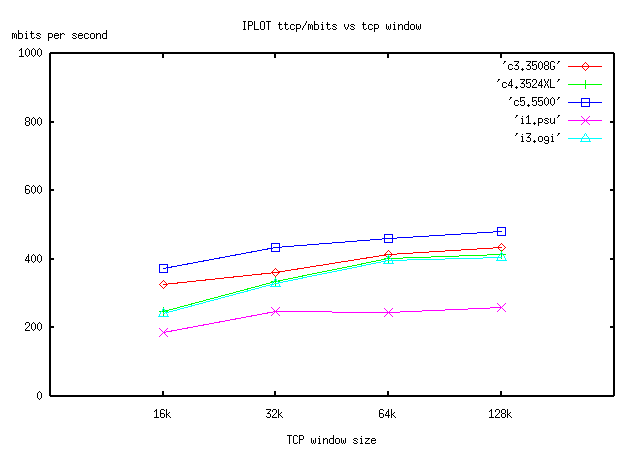 IPLOT ttcp/mbits vs tcp window
mbits per second
1000
800
600
400
200
0
'c3.3508G'
'c4.3524XL'
'c5.5500'
'i1.psu'
'i3.ogi'
16k 32k 64k 128k
TCP window size